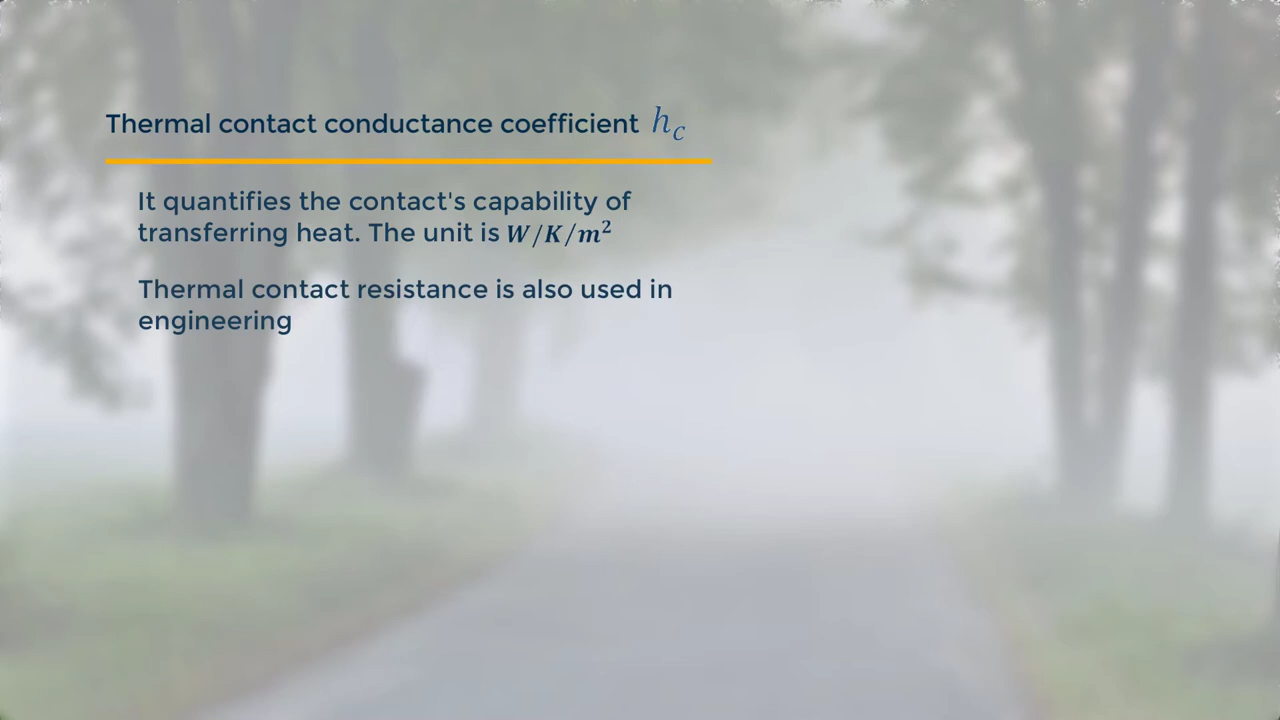 Thermal contact conductance coefficient h_c
It quantifies the contact's capability of
transferring heat. The unit is W/K/m²
Thermal contact resistance is also used in
engineering